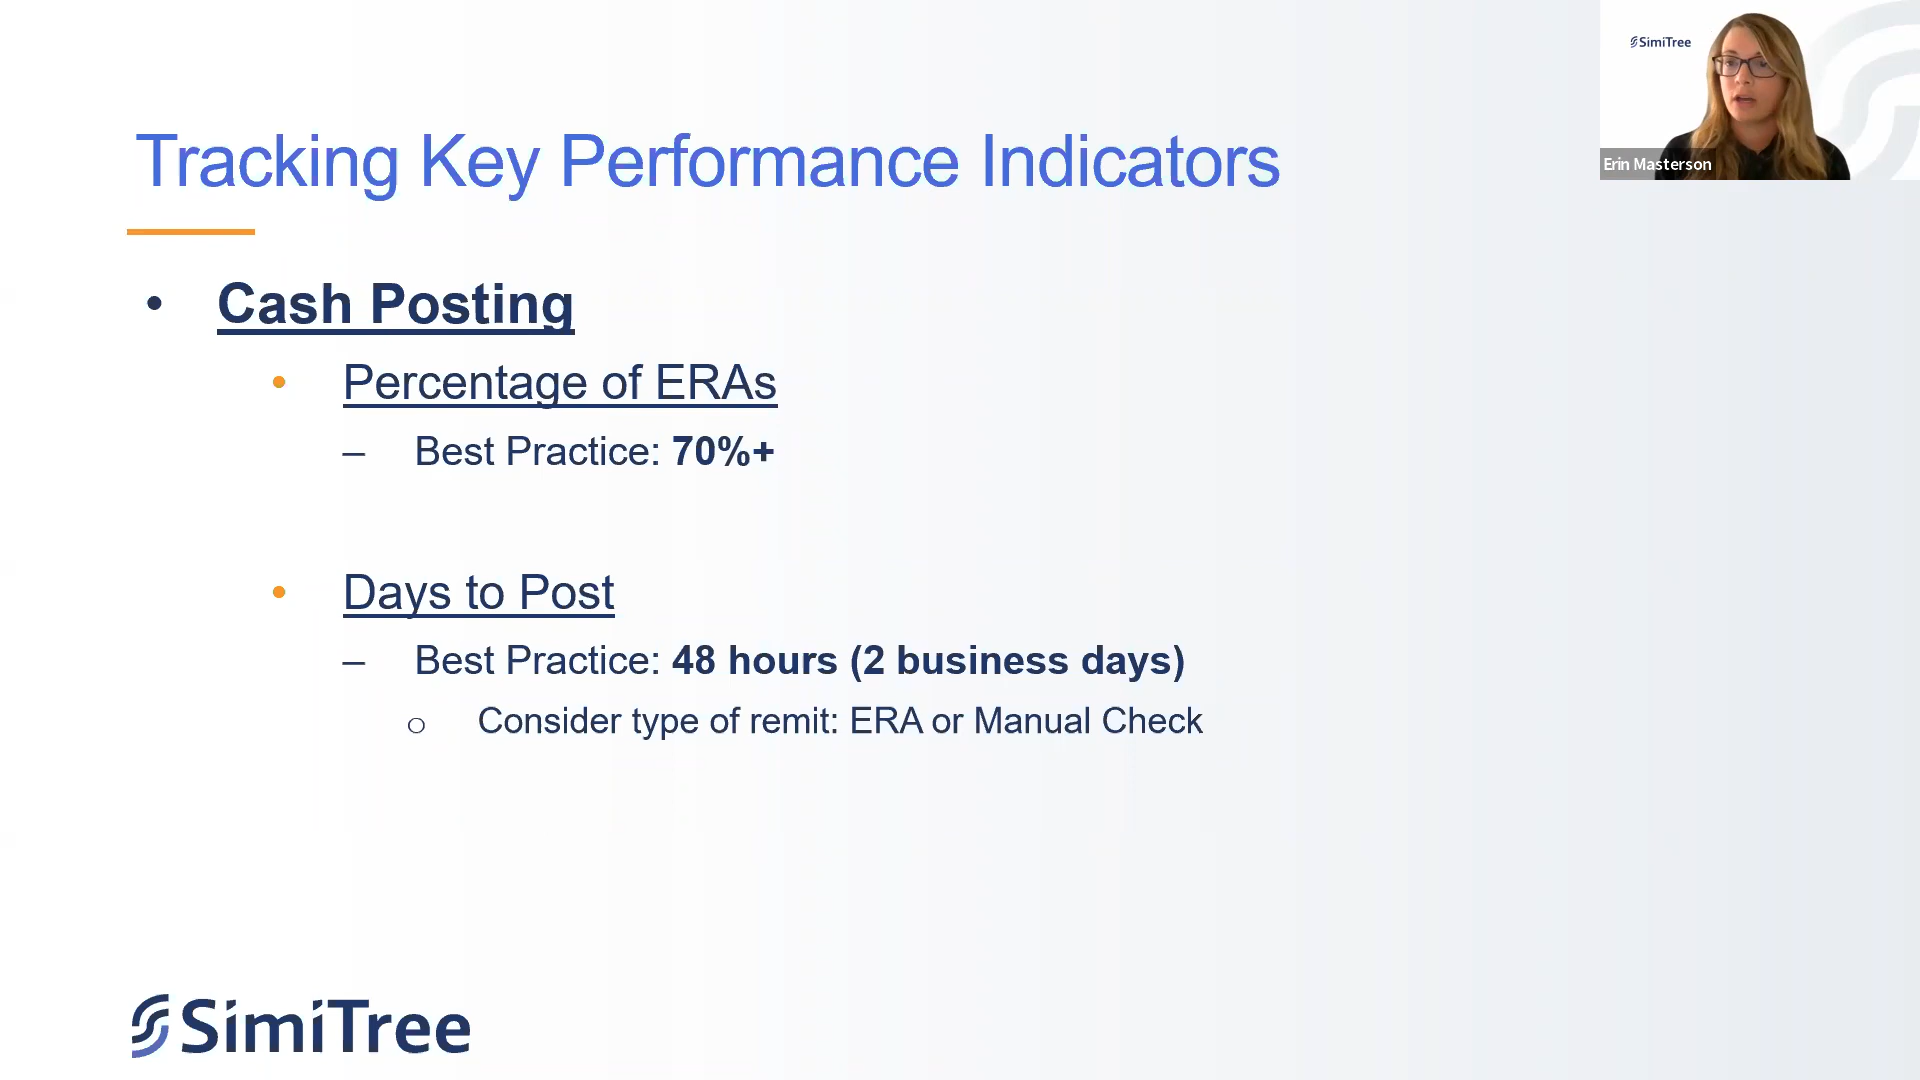 SimiTree
Erin Masterson
Tracking Key Performance Indicators
• Cash Posting
• Percentage of ERAs
– Best Practice: 70%+
• Days to Post
– Best Practice: 48 hours (2 business days)
o Consider type of remit: ERA or Manual Check
SimiTree